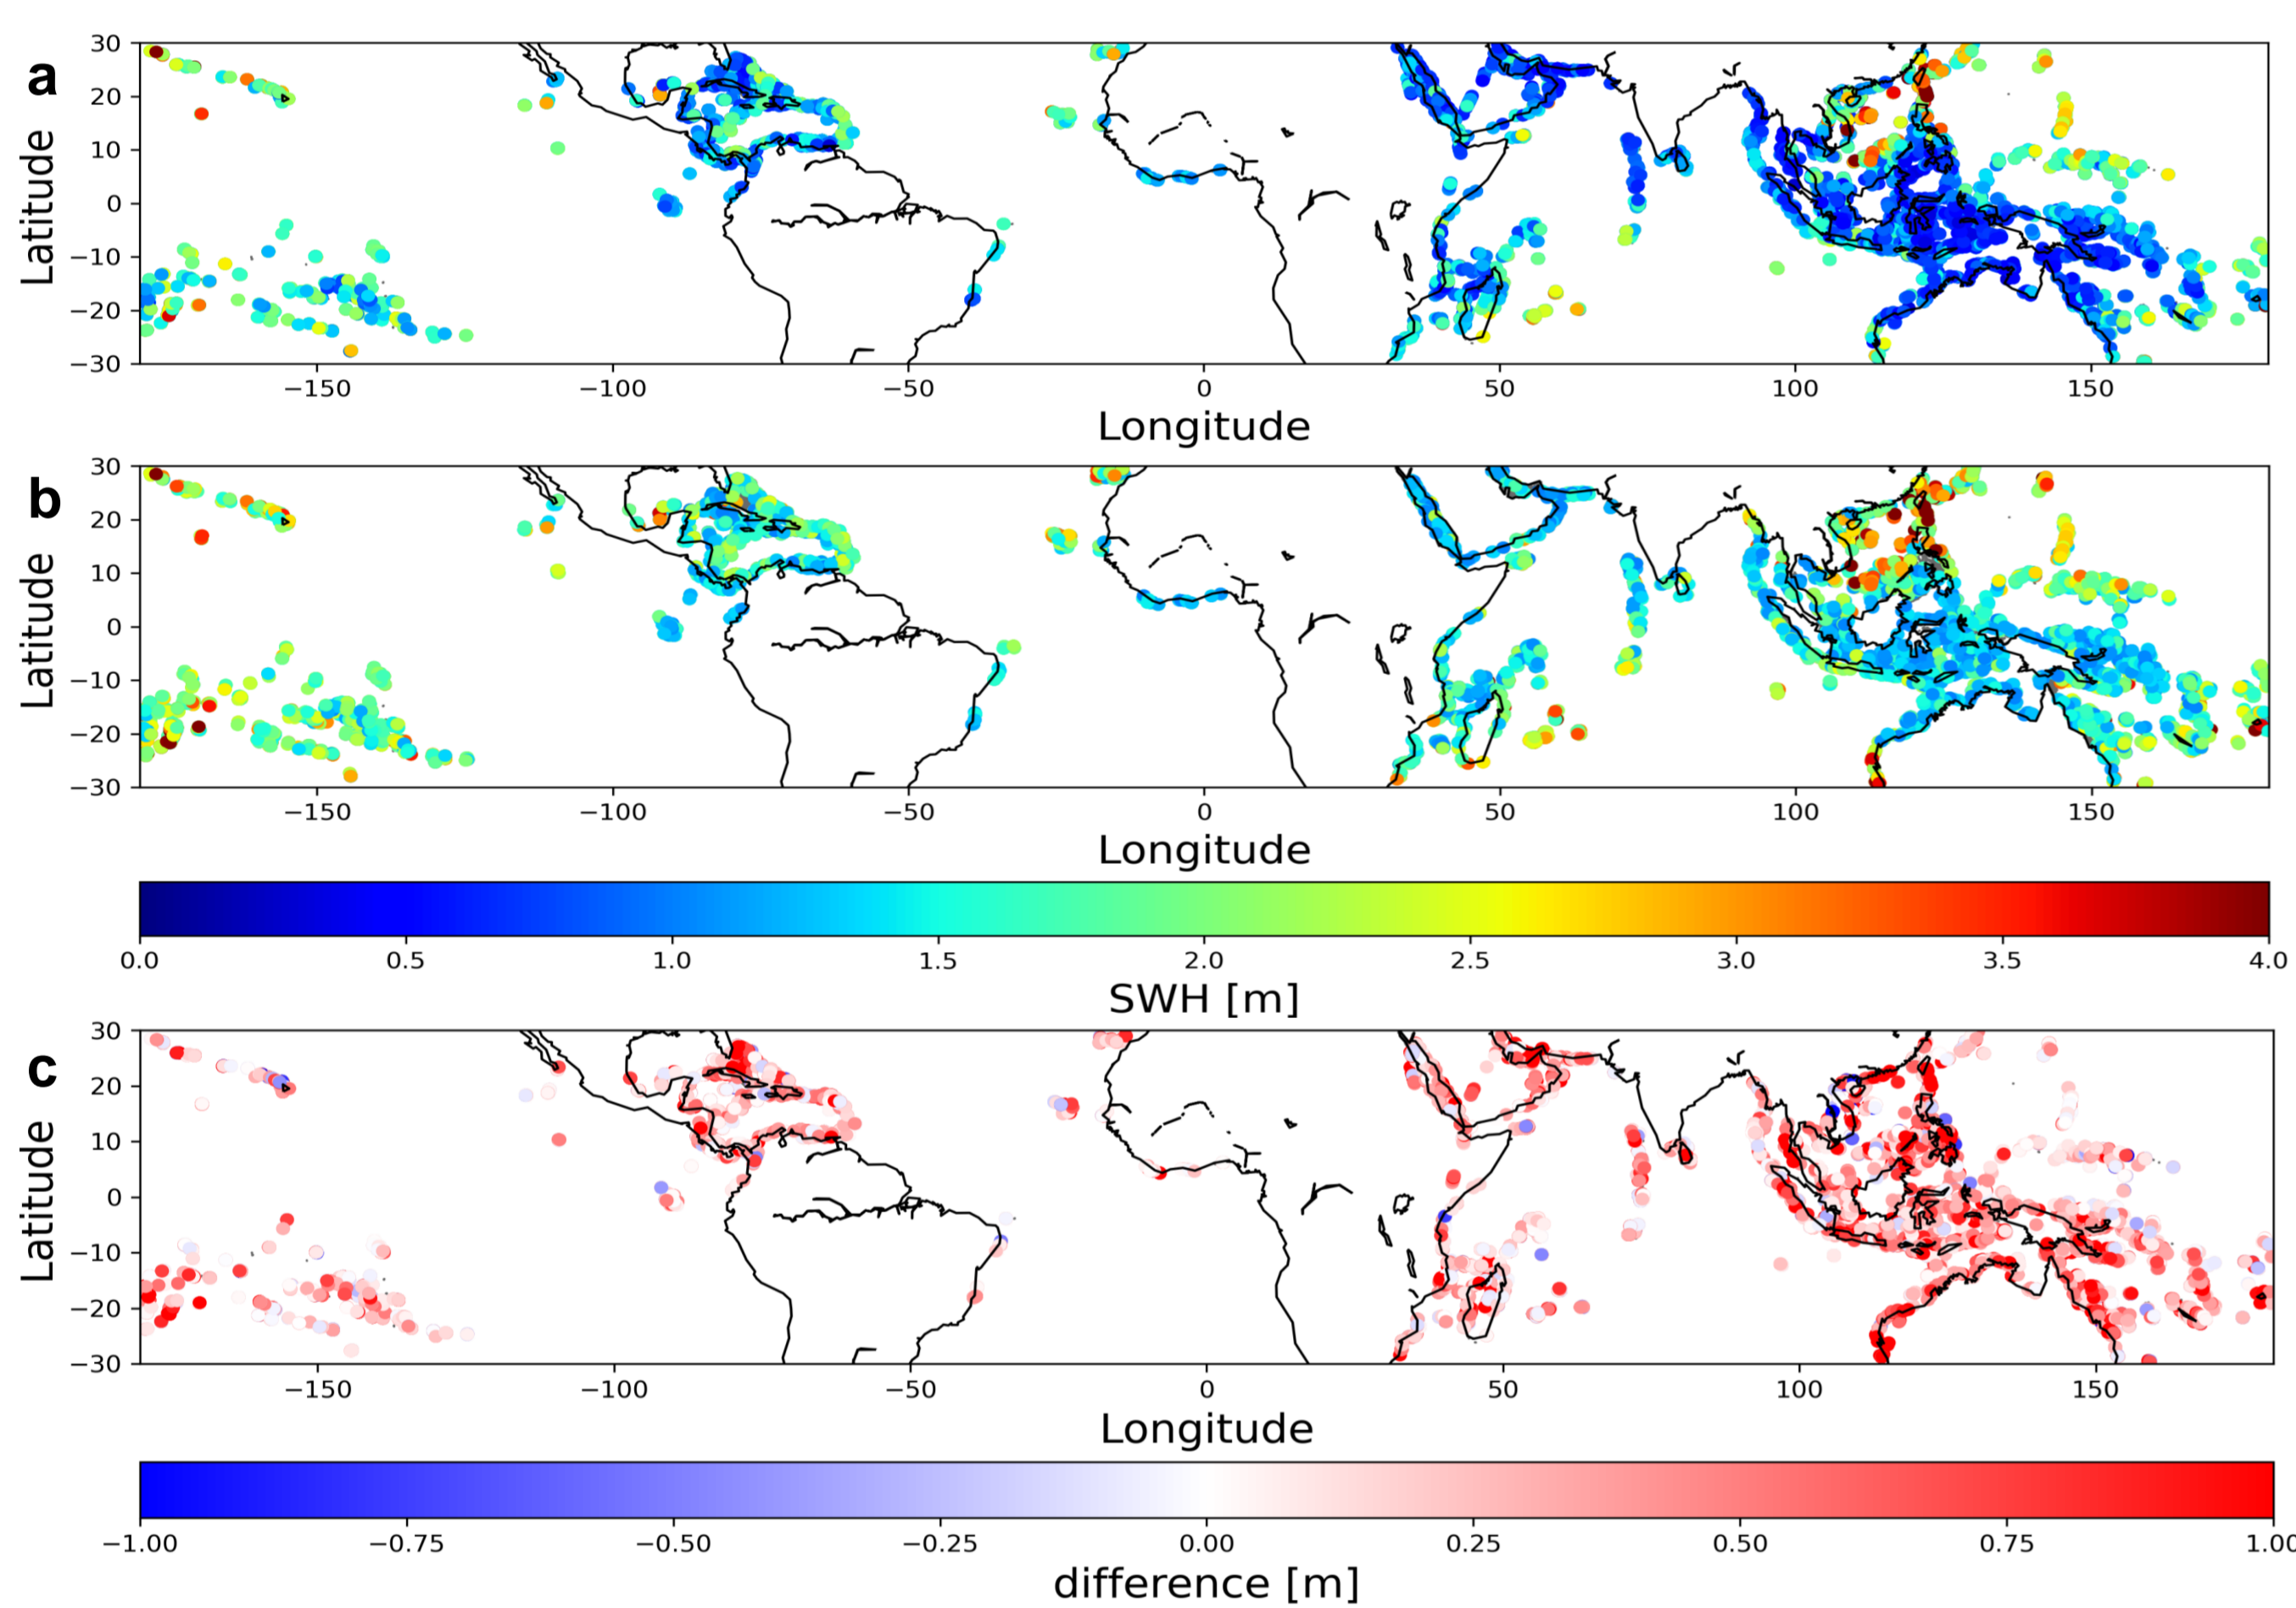 a
30
20
10
0
−10
−20
−30
Latitude
−150 −100 −50 0 50 100 150
Longitude
b
30
20
10
0
−10
−20
−30
Latitude
−150 −100 −50 0 50 100 150
Longitude
0.0 0.5 1.0 1.5 2.0 2.5 3.0 3.5 4.0
SWH [m]
c
30
20
10
0
−10
−20
−30
Latitude
−150 −100 −50 0 50 100 150
Longitude
−1.00 −0.75 −0.50 −0.25 0.00 0.25 0.50 0.75 1.00
difference [m]